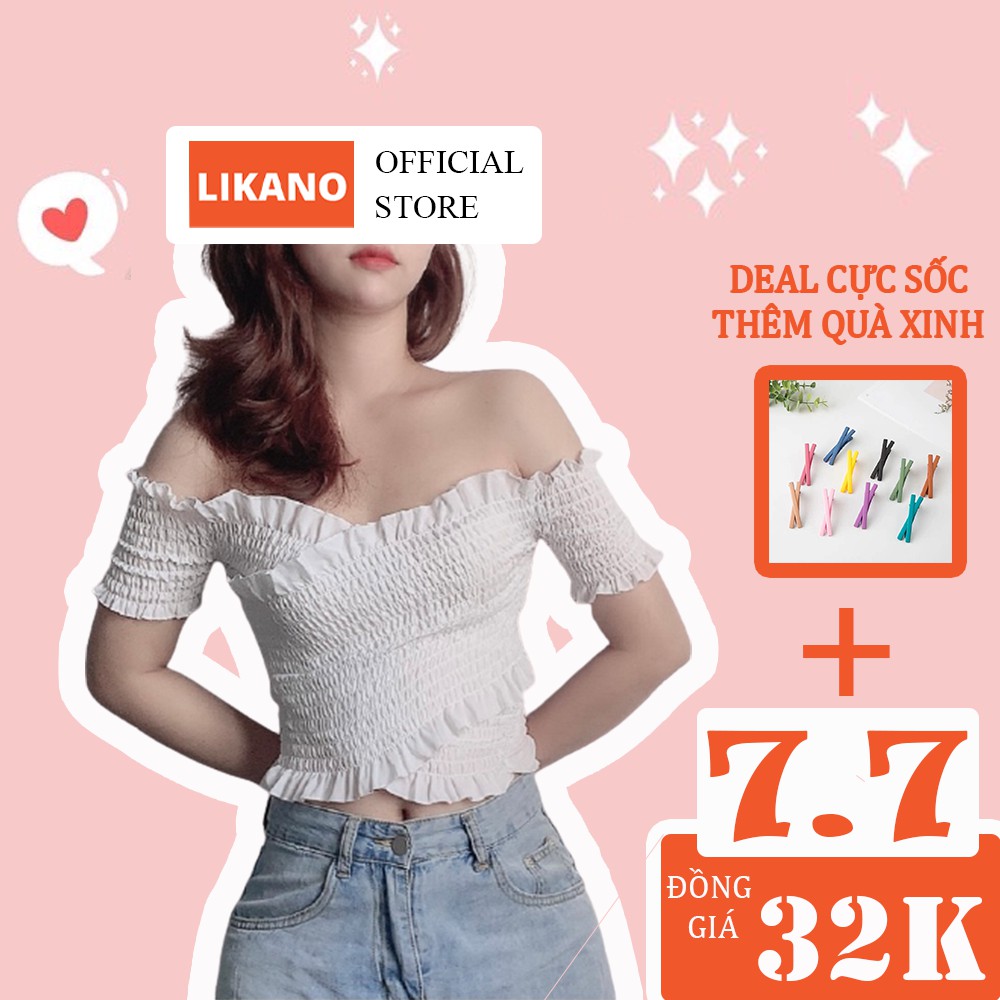 LIKANO
OFFICIAL
STORE
DEAL CỰC SỐC
THÊM QUÀ XINH
7.7
ĐỒNG
GIÁ
32K